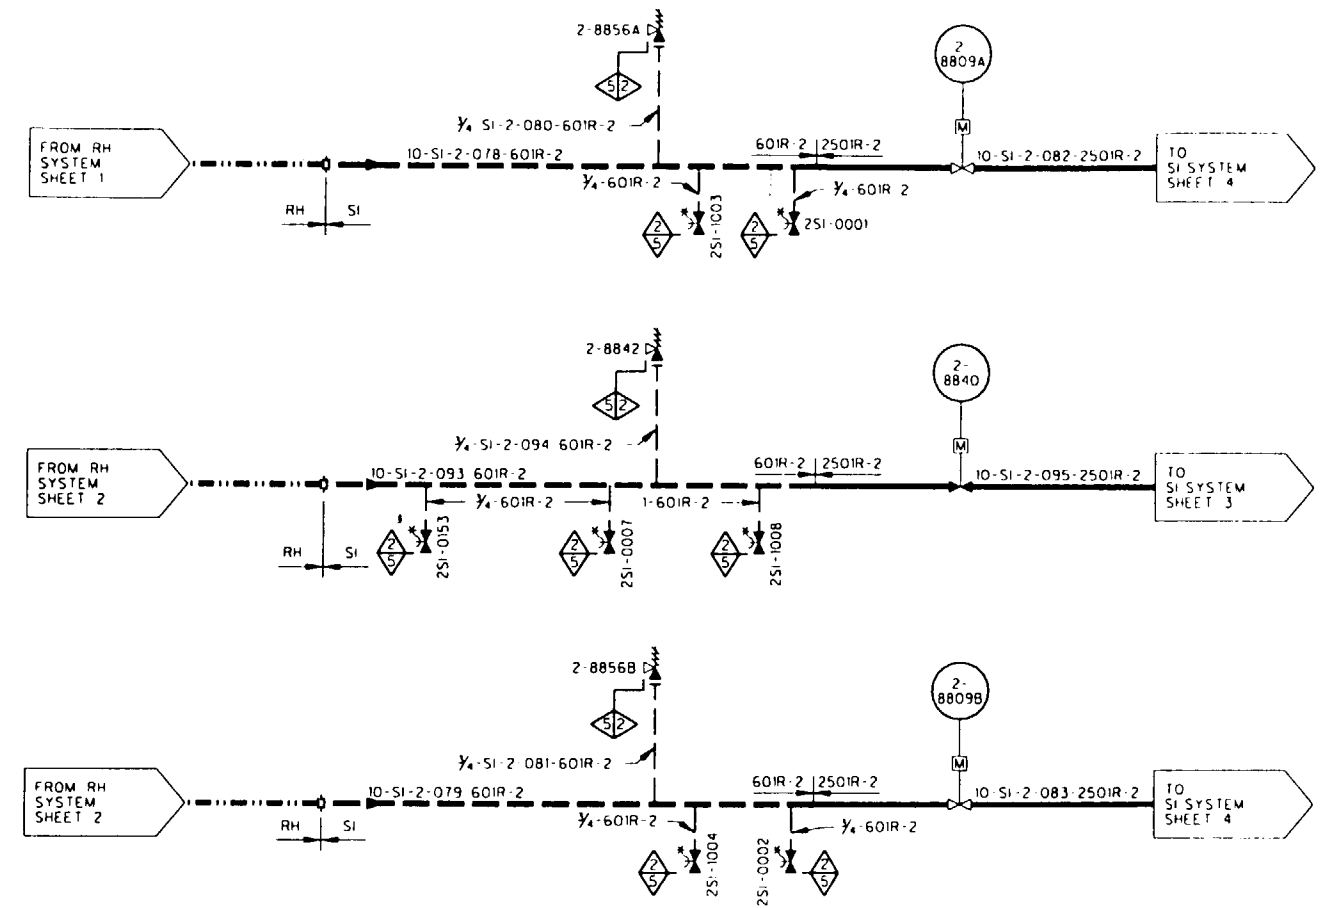 2-8856A
2
8809A
5 2
3/4 SI-2-080-601R-2
M
FROM RH
SYSTEM
SHEET 1
10-SI-2-078-601R-2
601R-2 2501R-2
10-SI-2-082-2501R-2
TO
SI SYSTEM
SHEET 4
3/4-601R-2
3/4-601R 2
RH SI
2
5
*
2SI-1003
2
5
*
2SI-0001
2-8842
2-
8840
5 2
3/4-SI-2-094 601R-2
M
FROM RH
SYSTEM
SHEET 2
10-SI-2-093 601R-2
601R-2 2501R-2
10-SI-2-095-2501R-2
TO
SI SYSTEM
SHEET 3
3/4-601R-2
1-601R-2
RH SI
2
5
*
2SI-0153
2
5
*
2SI-0007
2
5
*
2SI-1008
2-8856B
2-
8809B
5 2
3/4-SI-2-081-601R-2
M
FROM RH
SYSTEM
SHEET 2
10-SI-2-079 601R-2
601R-2 2501R-2
10-SI-2-083-2501R-2
TO
SI SYSTEM
SHEET 4
3/4-601R-2
3/4-601R-2
RH SI
2
5
*
2SI-1004
2SI-0002
*
2
5